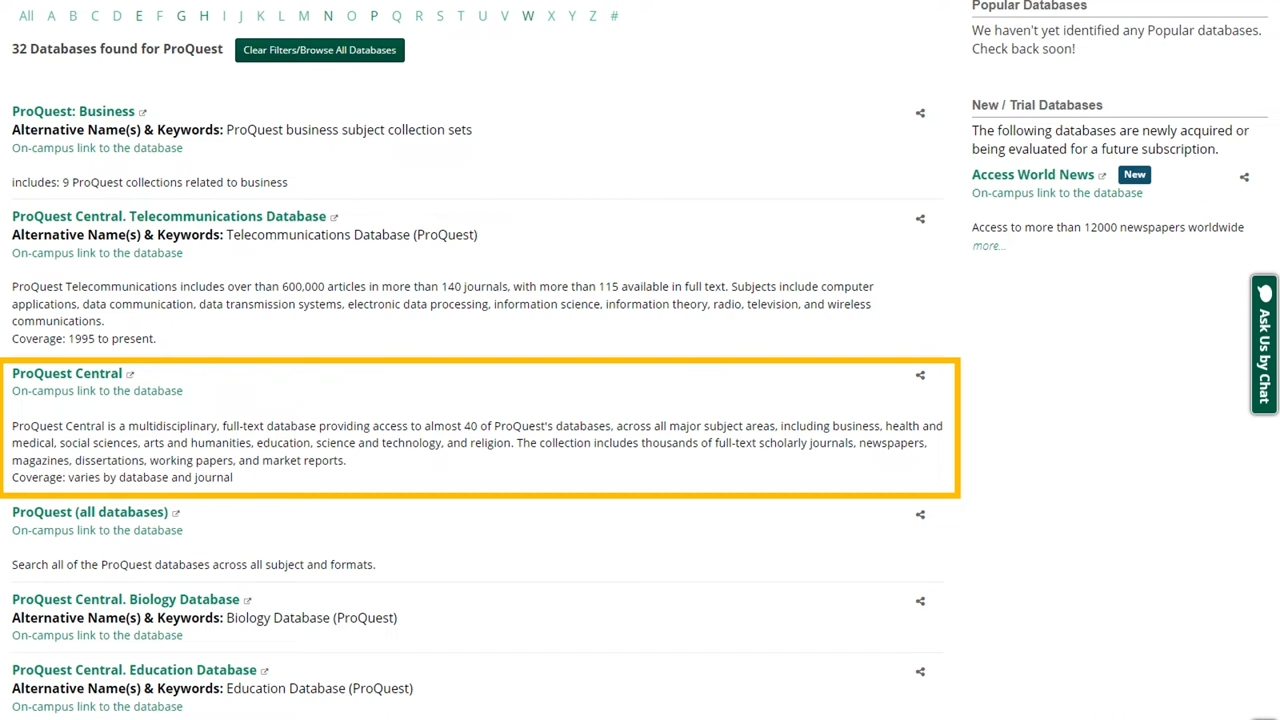 All A B C D E F G H I J K L M N O P Q R S T U V W X Y Z #
32 Databases found for ProQuest
Clear Filters/Browse All Databases
ProQuest: Business
Alternative Name(s) & Keywords: ProQuest business subject collection sets
On-campus link to the database
includes: 9 ProQuest collections related to business
ProQuest Central. Telecommunications Database
Alternative Name(s) & Keywords: Telecommunications Database (ProQuest)
On-campus link to the database
ProQuest Telecommunications includes over than 600,000 articles in more than 140 journals, with more than 115 available in full text. Subjects include computer
applications, data communication, data transmission systems, electronic data processing, information science, information theory, radio, television, and wireless
communications.
Coverage: 1995 to present.
ProQuest Central
On-campus link to the database
ProQuest Central is a multidisciplinary, full-text database providing access to almost 40 of ProQuest's databases, across all major subject areas, including business, health and
medical, social sciences, arts and humanities, education, science and technology, and religion. The collection includes thousands of full-text scholarly journals, newspapers,
magazines, dissertations, working papers, and market reports.
Coverage: varies by database and journal
ProQuest (all databases)
On-campus link to the database
Search all of the ProQuest databases across all subject and formats.
ProQuest Central. Biology Database
Alternative Name(s) & Keywords: Biology Database (ProQuest)
On-campus link to the database
ProQuest Central. Education Database
Alternative Name(s) & Keywords: Education Database (ProQuest)
On-campus link to the database
Popular Databases
We haven't yet identified any Popular databases.
Check back soon!
New / Trial Databases
The following databases are newly acquired or
being evaluated for a future subscription.
Access World News New
On-campus link to the database
Access to more than 12000 newspapers worldwide
more...
Ask Us by Chat